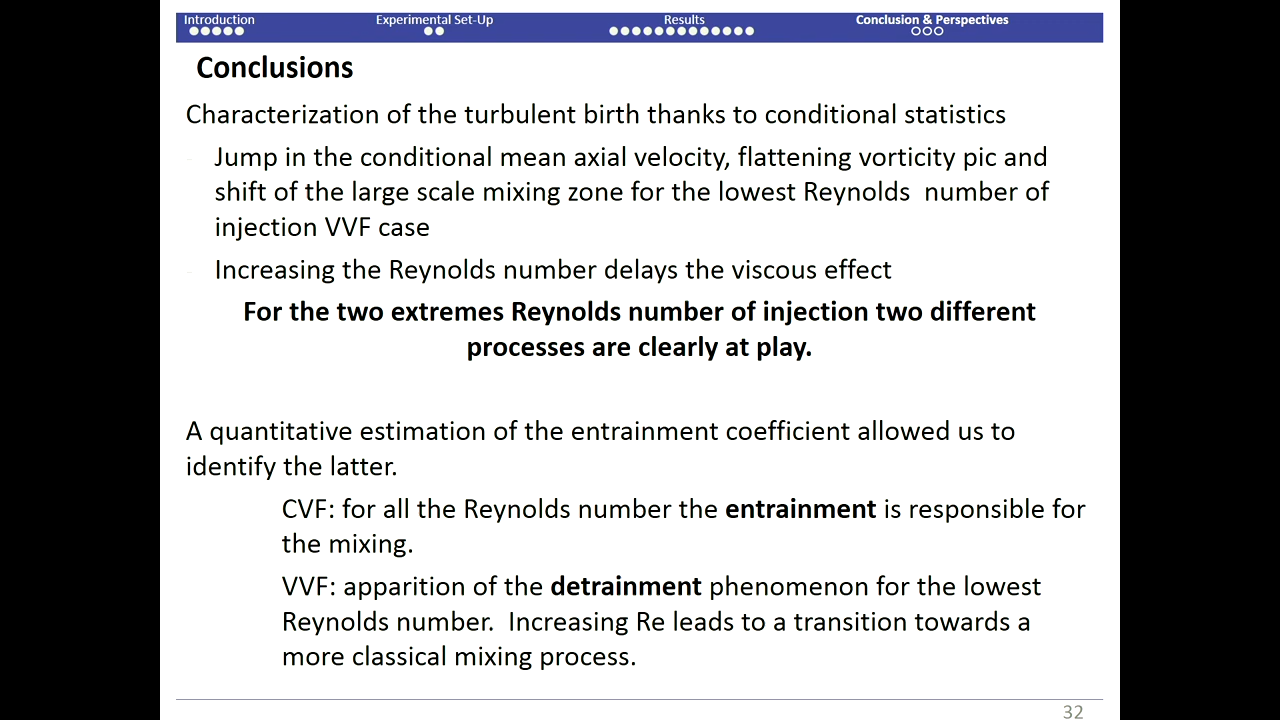 Introduction Experimental Set-Up Results Conclusion & Perspectives
Conclusions
Characterization of the turbulent birth thanks to conditional statistics
- Jump in the conditional mean axial velocity, flattening vorticity pic and
shift of the large scale mixing zone for the lowest Reynolds number of
injection VVF case
- Increasing the Reynolds number delays the viscous effect
For the two extremes Reynolds number of injection two different
processes are clearly at play.
A quantitative estimation of the entrainment coefficient allowed us to
identify the latter.
CVF: for all the Reynolds number the entrainment is responsible for
the mixing.
VVF: apparition of the detrainment phenomenon for the lowest
Reynolds number. Increasing Re leads to a transition towards a
more classical mixing process.
32